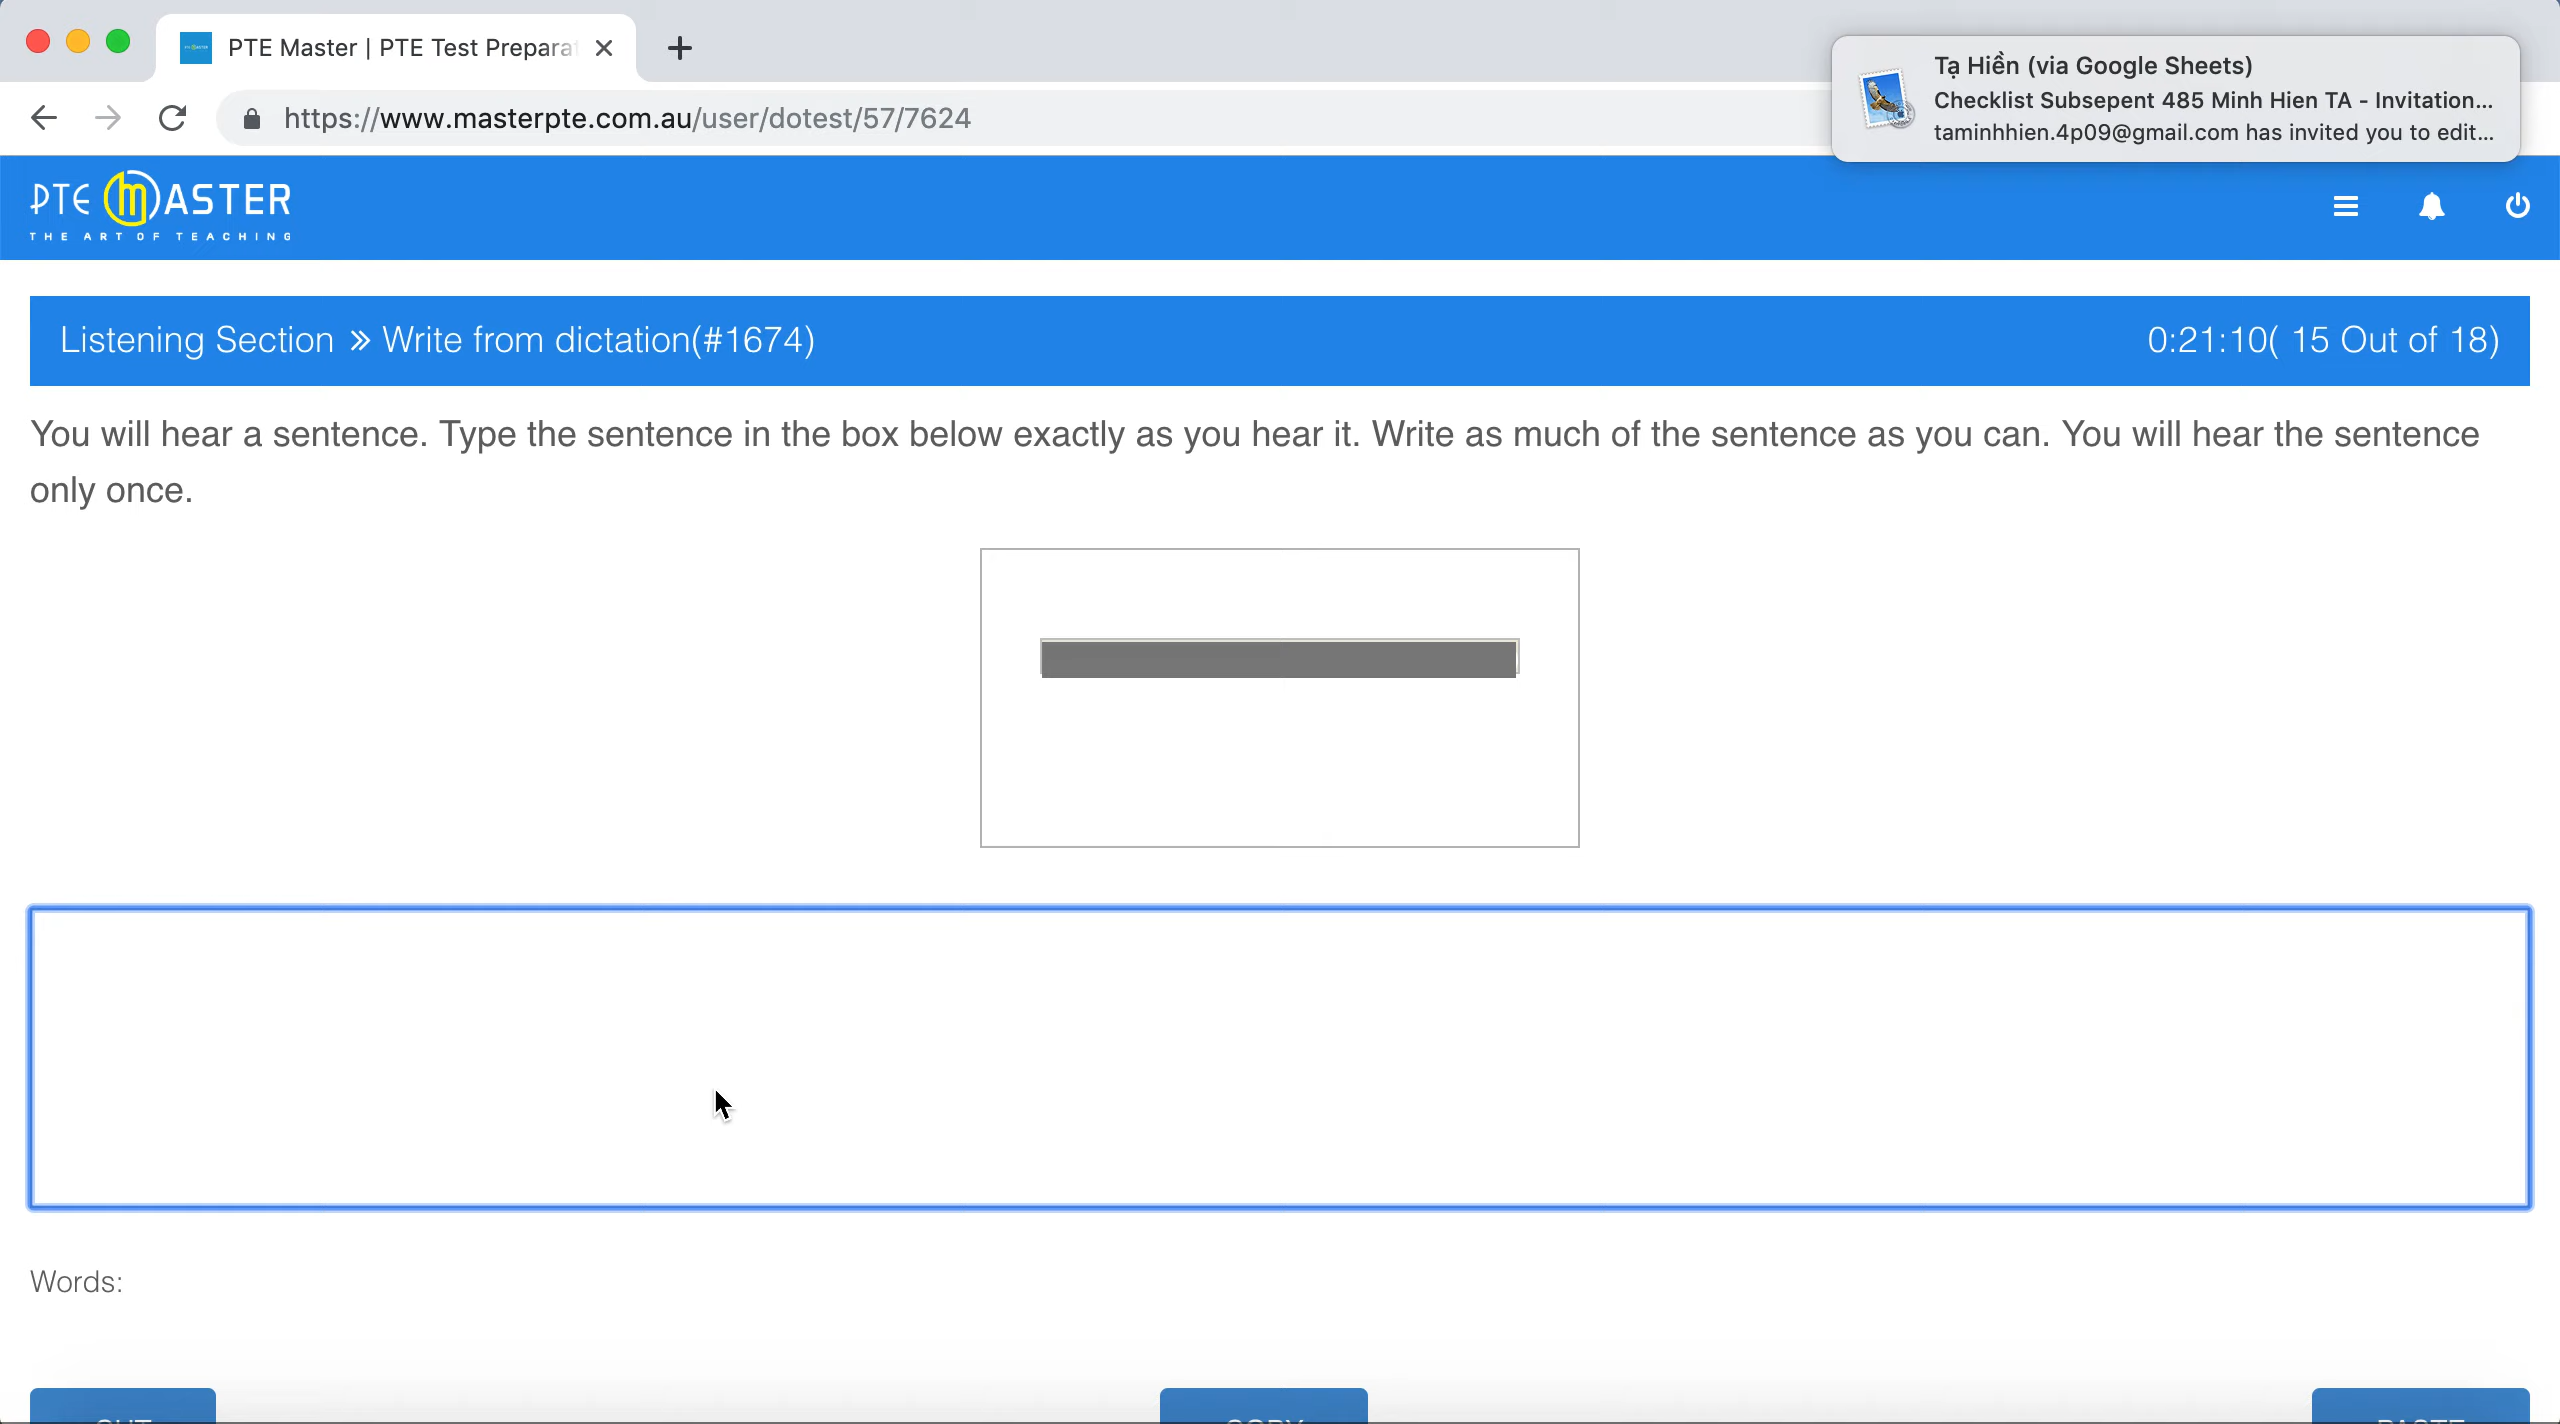 PTE Master | PTE Test Prepara
Tạ Hiền (via Google Sheets)
Checklist Subsepent 485 Minh Hien TA - Invitation...
taminhhien.4p09@gmail.com has invited you to edit...
https://www.masterpte.com.au/user/dotest/57/7624
PTE MASTER
THE ART OF TEACHING
Listening Section » Write from dictation(#1674)
0:21:10( 15 Out of 18)
You will hear a sentence. Type the sentence in the box below exactly as you hear it. Write as much of the sentence as you can. You will hear the sentence
only once.
Words:
CUT
COPY
PASTE